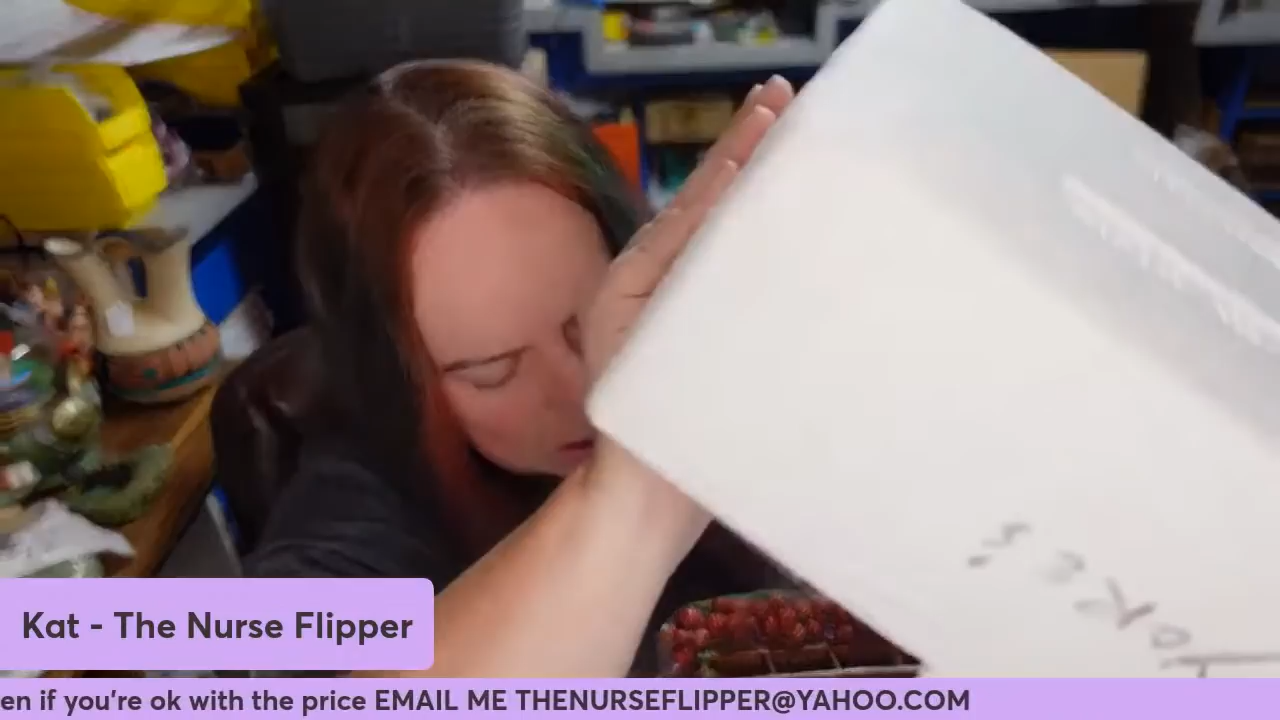 Kat - The Nurse Flipper
en if you're ok with the price EMAIL ME THENURSEFLIPPER@YAHOO.COM